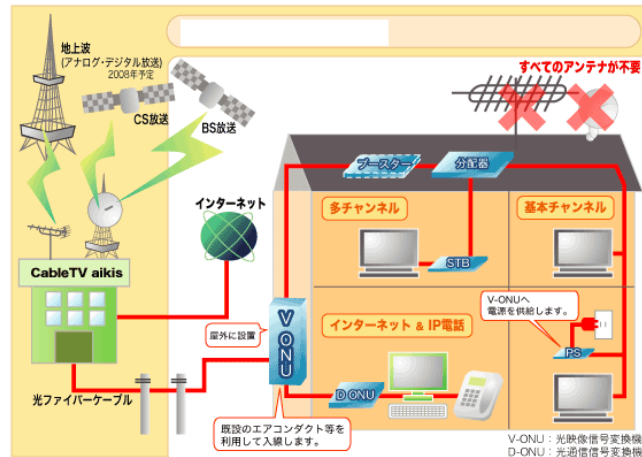 地上波
(アナログ・デジタル放送)
2008年予定
CS放送
BS放送
すべてのアンテナが不要
ブースター
分配器
インターネット
多チャンネル
基本チャンネル
STB
CableTV aikis
V-ONUへ
電源を供給します。
屋外に設置
V ONU
インターネット & IP電話
PS
D ONU
光ファイバーケーブル
既設のエアコンダクト等を
利用して入線します。
V-ONU：光映像信号変換機
D-ONU：光通信信号変換機